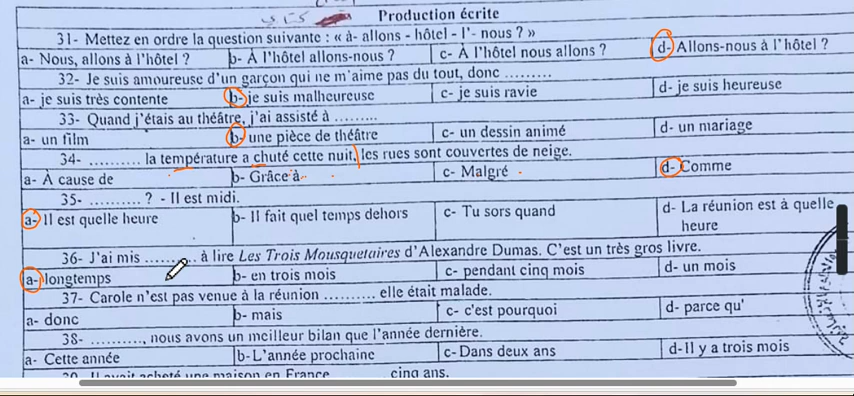 Production écrite
31- Mettez en ordre la question suivante : « à- allons - hôtel - l'- nous ? »
a- Nous, allons à l'hôtel ? b- À l'hôtel allons-nous ? c- À l'hôtel nous allons ? d- Allons-nous à l'hôtel ?
32- Je suis amoureuse d'un garçon qui ne m'aime pas du tout, donc ..........
a- je suis très contente b- je suis malheureuse c- je suis ravie d- je suis heureuse
33- Quand j'étais au théâtre, j'ai assisté à .........
a- un film b- une pièce de théâtre c- un dessin animé d- un mariage
34- .......... la température a chuté cette nuit, les rues sont couvertes de neige.
a- À cause de b- Grâce à c- Malgré d- Comme
35- .......... ? - Il est midi.
a- Il est quelle heure b- Il fait quel temps dehors c- Tu sors quand d- La réunion est à quelle
heure
36- J'ai mis .......... à lire Les Trois Mousquetaires d'Alexandre Dumas. C'est un très gros livre.
a- longtemps b- en trois mois c- pendant cinq mois d- un mois
37- Carole n'est pas venue à la réunion .......... elle était malade.
a- donc b- mais c- c'est pourquoi d- parce qu'
38- .........., nous avons un meilleur bilan que l'année dernière.
a- Cette année b- L'année prochaine c- Dans deux ans d- Il y a trois mois
Il avait acheté une maison en France cinq ans.